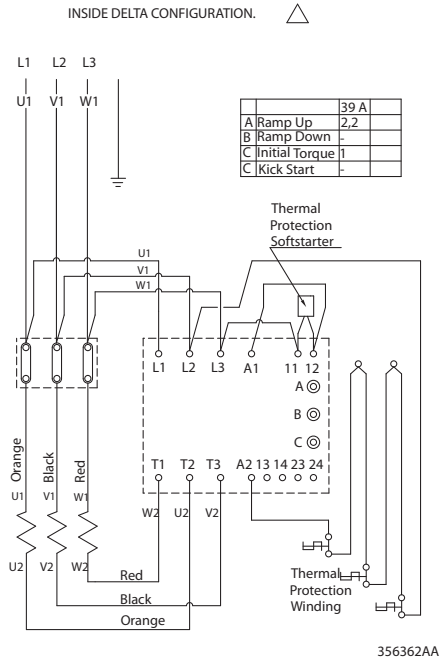 INSIDE DELTA CONFIGURATION.
L1 L2 L3
U1 V1 W1
39 A
A Ramp Up 2,2
B Ramp Down -
C Initial Torque 1
C Kick Start -
Thermal
Protection
Softstarter
U1
V1
W1
L1 L2 L3 A1 11 12
A
B
C
T1 T2 T3 A2 13 14 23 24
Orange
Black
Red
U1 V1 W1
W2 U2 V2
U2 V2 W2
Red
Black
Orange
Thermal
Protection
Winding
356362AA